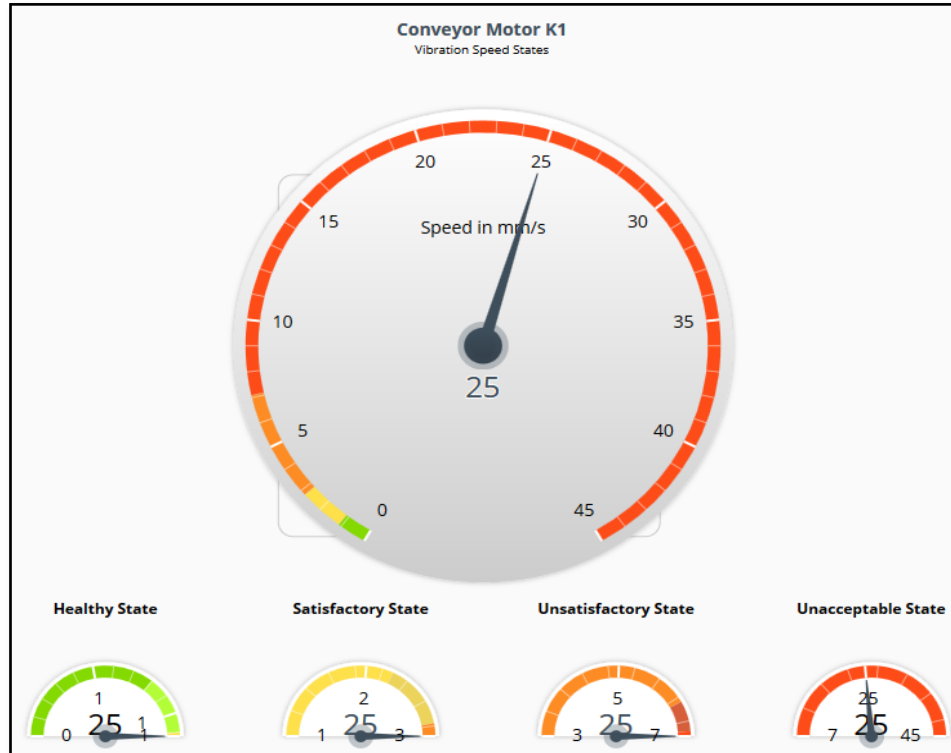 Conveyor Motor K1
Vibration Speed States
20 25
15 30
Speed in mm/s
10 35
25
5 40
0 45
Healthy State Satisfactory State Unsatisfactory State Unacceptable State
1 2 5 25
25 1 25 25 25
0 1 1 3 3 7 7 45